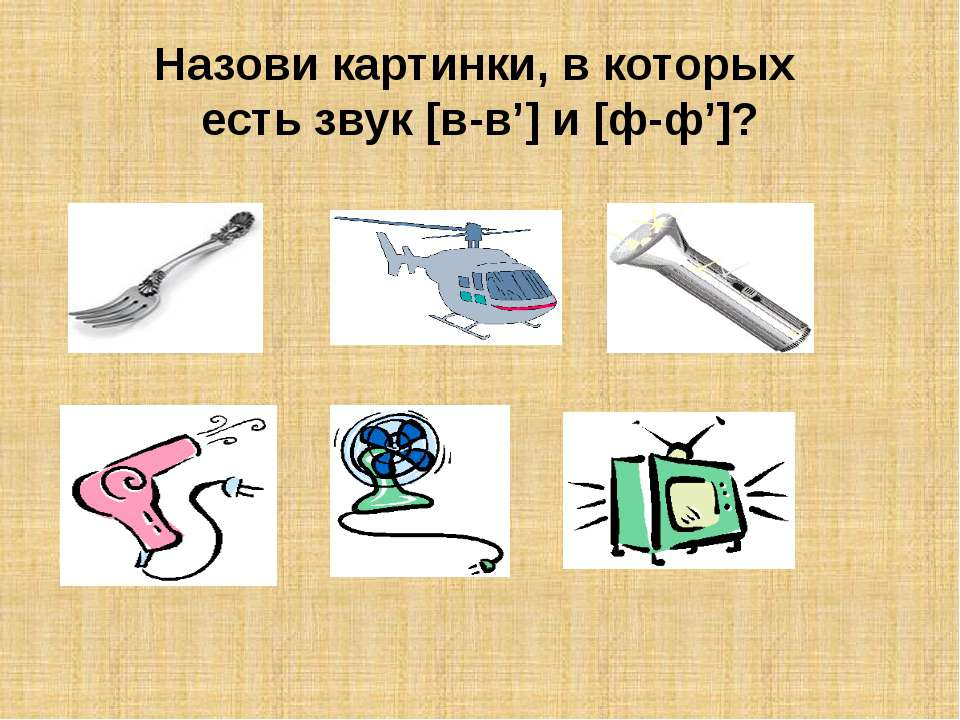 Назови картинки, в которых
есть звук [в-в’] и [ф-ф’]?